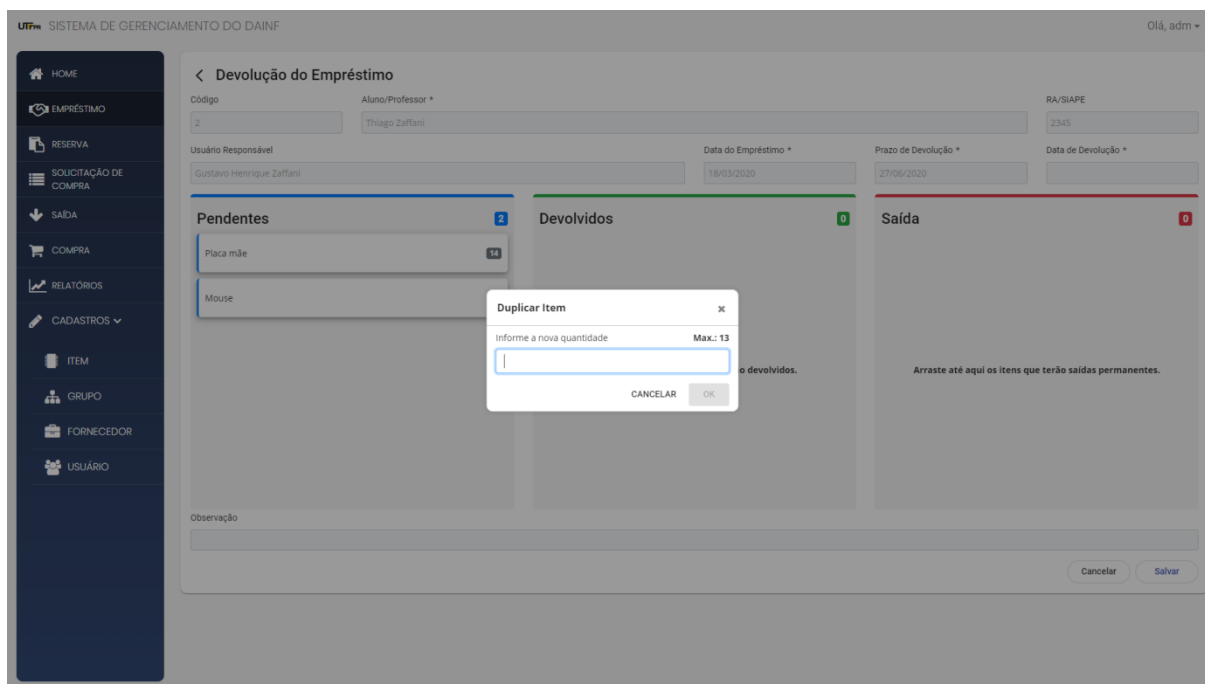 UTFPR SISTEMA DE GERENCIAMENTO DO DAINF
Olá, adm
HOME
EMPRÉSTIMO
RESERVA
SOLICITAÇÃO DE
COMPRA
SAÍDA
COMPRA
RELATÓRIOS
CADASTROS
ITEM
GRUPO
FORNECEDOR
USUÁRIO
Devolução do Empréstimo
Código Aluno/Professor * RA/SIAPE
2 Thiago Zaffani 2345
Usuário Responsável Data do Empréstimo * Prazo de Devolução * Data de Devolução *
Gustavo Henrique Zaffani 18/03/2020 27/06/2020
Pendentes 2 Devolvidos 0 Saída 0
Placa mãe 14
Mouse
Duplicar Item
Informe a nova quantidade Max.: 13
CANCELAR OK
o devolvidos.
Arraste até aqui os itens que terão saídas permanentes.
Observação
Cancelar Salvar